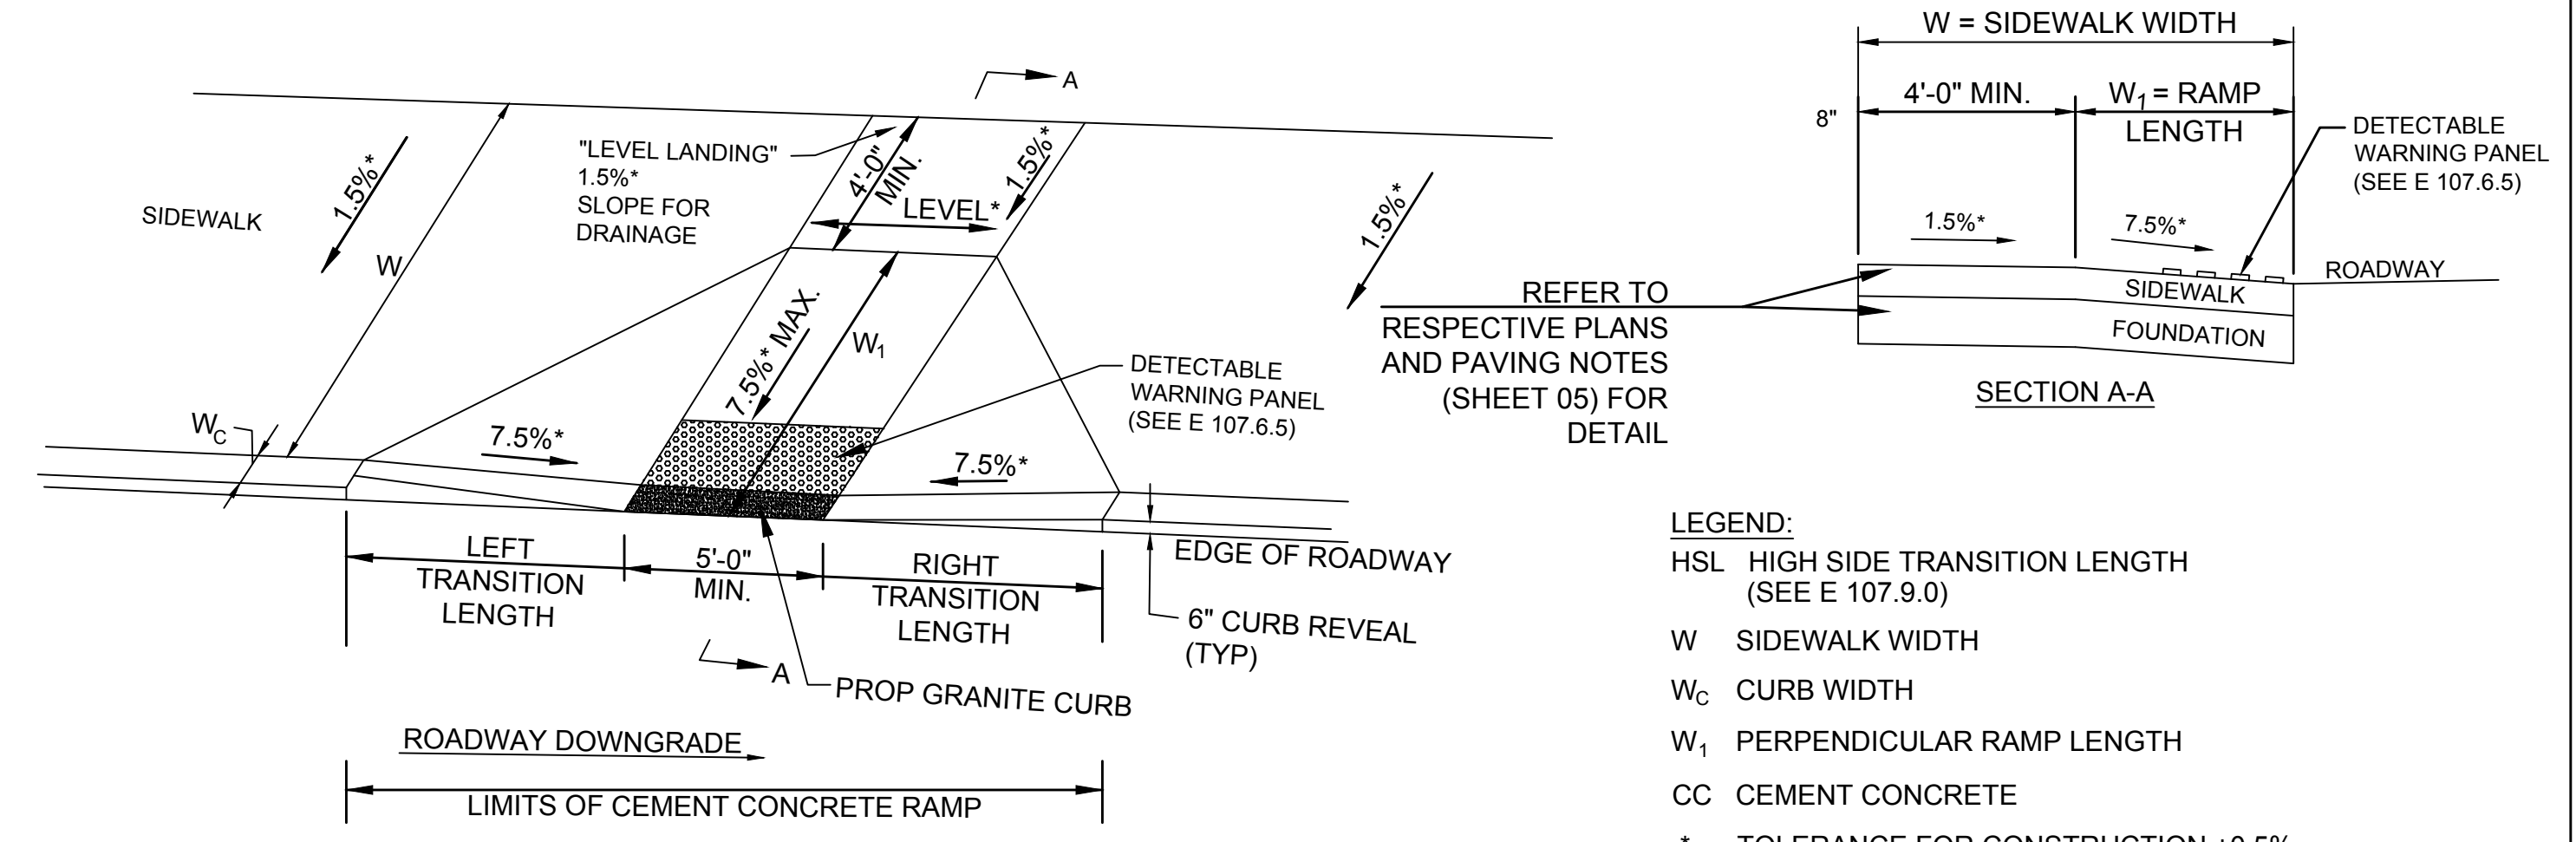 A
"LEVEL LANDING"
1.5%*
SLOPE FOR
DRAINAGE
4'-0"
MIN.
1.5%*
LEVEL*
1.5%*
SIDEWALK
W
1.5%*
7.5%* MAX.
W1
DETECTABLE
WARNING PANEL
(SEE E 107.6.5)
WC
7.5%*
7.5%*
LEFT
TRANSITION
LENGTH
5'-0"
MIN.
RIGHT
TRANSITION
LENGTH
EDGE OF ROADWAY
6" CURB REVEAL
(TYP)
A
PROP GRANITE CURB
ROADWAY DOWNGRADE
LIMITS OF CEMENT CONCRETE RAMP
W = SIDEWALK WIDTH
8"
4'-0" MIN.
W1 = RAMP
LENGTH
DETECTABLE
WARNING PANEL
(SEE E 107.6.5)
1.5%*
7.5%*
ROADWAY
SIDEWALK
FOUNDATION
REFER TO
RESPECTIVE PLANS
AND PAVING NOTES
(SHEET 05) FOR
DETAIL
SECTION A-A
LEGEND:
HSL HIGH SIDE TRANSITION LENGTH
(SEE E 107.9.0)
W SIDEWALK WIDTH
WC CURB WIDTH
W1 PERPENDICULAR RAMP LENGTH
CC CEMENT CONCRETE
* TOLERANCE FOR CONSTRUCTION ±0.5%